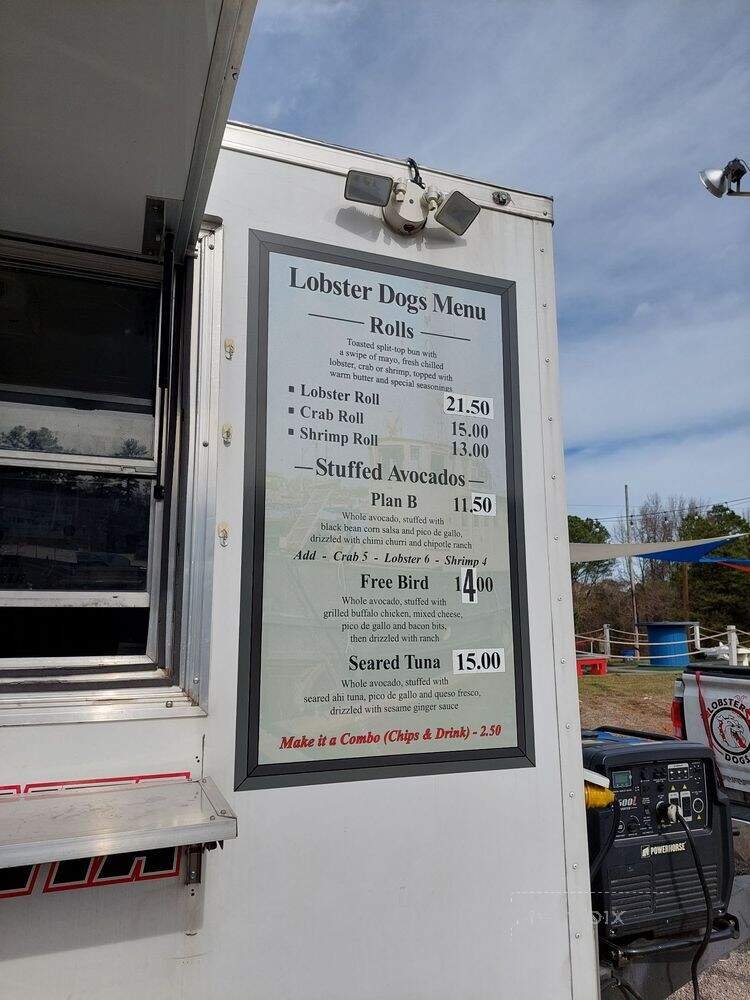 Lobster Dogs Menu
Rolls
Toasted split-top bun with
a swipe of mayo, fresh chilled
lobster, crab or shrimp, topped with
warm butter and special seasonings
▪ Lobster Roll 21.50
▪ Crab Roll 15.00
▪ Shrimp Roll 13.00
Stuffed Avocados
Plan B 11.50
Whole avocado, stuffed with
black bean corn salsa and pico de gallo,
drizzled with chimi churri and chipotle ranch
Add - Crab 5 - Lobster 6 - Shrimp 4
Free Bird 14.00
Whole avocado, stuffed with
grilled buffalo chicken, mixed cheese,
pico de gallo and bacon bits,
then drizzled with ranch
Seared Tuna 15.00
Whole avocado, stuffed with
seared ahi tuna, pico de gallo and queso fresco,
drizzled with sesame ginger sauce
Make it a Combo (Chips & Drink) - 2.50
LOBSTER
DOGS
POWERHORSE